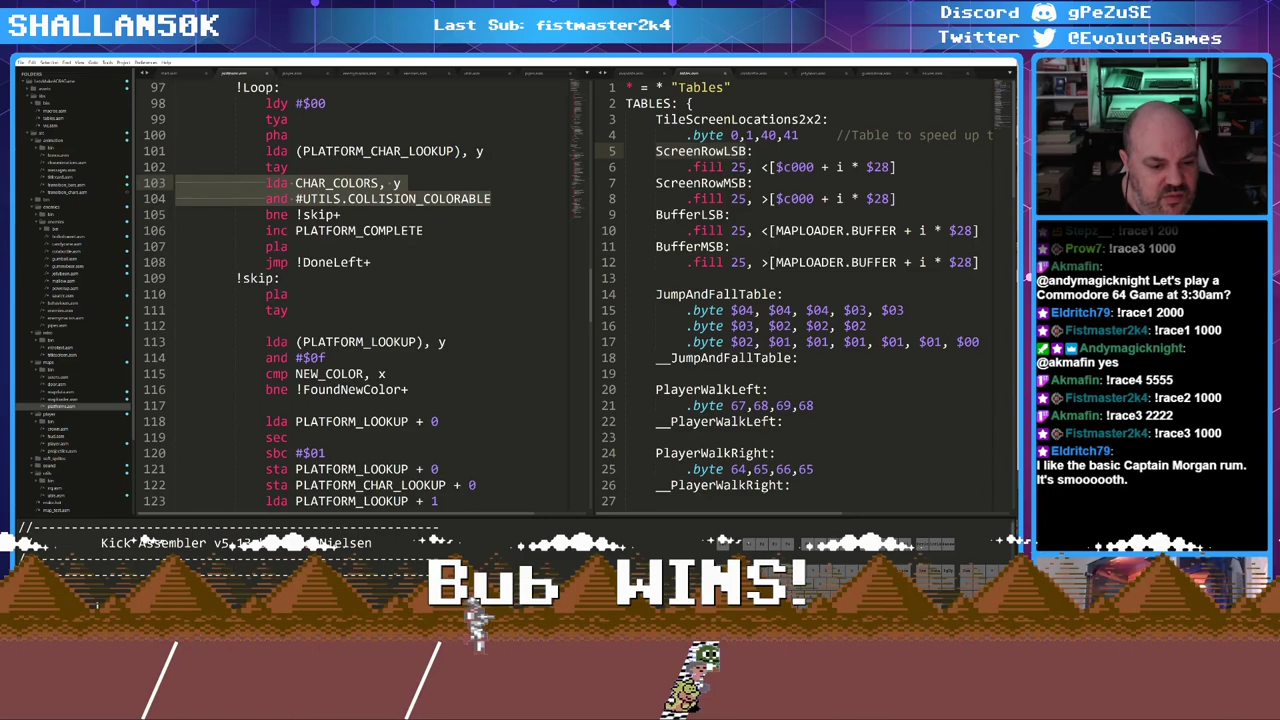 SHALLAN50K
Last Sub: fistmaster2k4
Discord gPeZuSE
Twitter @EvoluteGames
FOLDERS
97 !Loop:
98 ldy #$00
99 tya
100 pha
101 lda (PLATFORM_CHAR_LOOKUP), y
102 tay
103 lda CHAR_COLORS, y
104 and #UTILS.COLLISION_COLORABLE
105 bne !skip+
106 inc PLATFORM_COMPLETE
107 pla
108 jmp !DoneLeft+
109 !skip:
110 pla
111 tay
112
113 lda (PLATFORM_LOOKUP), y
114 and #$0f
115 cmp NEW_COLOR, x
116 bne !FoundNewColor+
117
118 lda PLATFORM_LOOKUP + 0
119 sec
120 sbc #$01
121 sta PLATFORM_LOOKUP + 0
122 sta PLATFORM_CHAR_LOOKUP + 0
123 lda PLATFORM_LOOKUP + 1
1 * = * "Tables"
2 TABLES: {
3 TileScreenLocations2x2:
4 .byte 0,1,40,41 //Table to speed up t
5 ScreenRowLSB:
6 .fill 25, >[$c000 + i * $28]
7 ScreenRowMSB:
8 .fill 25, >[$c000 + i * $28]
9 BufferLSB:
10 .fill 25, <[MAPLOADER.BUFFER + i * $28]
11 BufferMSB:
12 .fill 25, >[MAPLOADER.BUFFER + i * $28]
13
14 JumpAndFallTable:
15 .byte $04, $04, $04, $03, $03
16 .byte $03, $02, $02, $02
17 .byte $02, $01, $01, $01, $01, $01, $00
18 __JumpAndFallTable:
19
20 PlayerWalkLeft:
21 .byte 67,68,69,68
22 __PlayerWalkLeft:
23
24 PlayerWalkRight:
25 .byte 64,65,66,65
26 __PlayerWalkRight:
27
//--------------------------------------------------
Kick Assembler v5.13 Nielsen
Stepz__: !race1 200
Prow7: !race3 1000
Akmafin:
@andymagicknight Let's play a
Commodore 64 Game at 3:30am?
Eldritch79: !race1 2000
Fistmaster2k4: !race1 1000
Andymagicknight:
@akmafin yes
Akmafin: !race4 5555
Fistmaster2k4: !race2 1000
Akmafin: !race3 2222
Fistmaster2k4: !race3 1000
Eldritch79:
I like the basic Captain Morgan rum.
It's smoooooth.
Bub WINS!